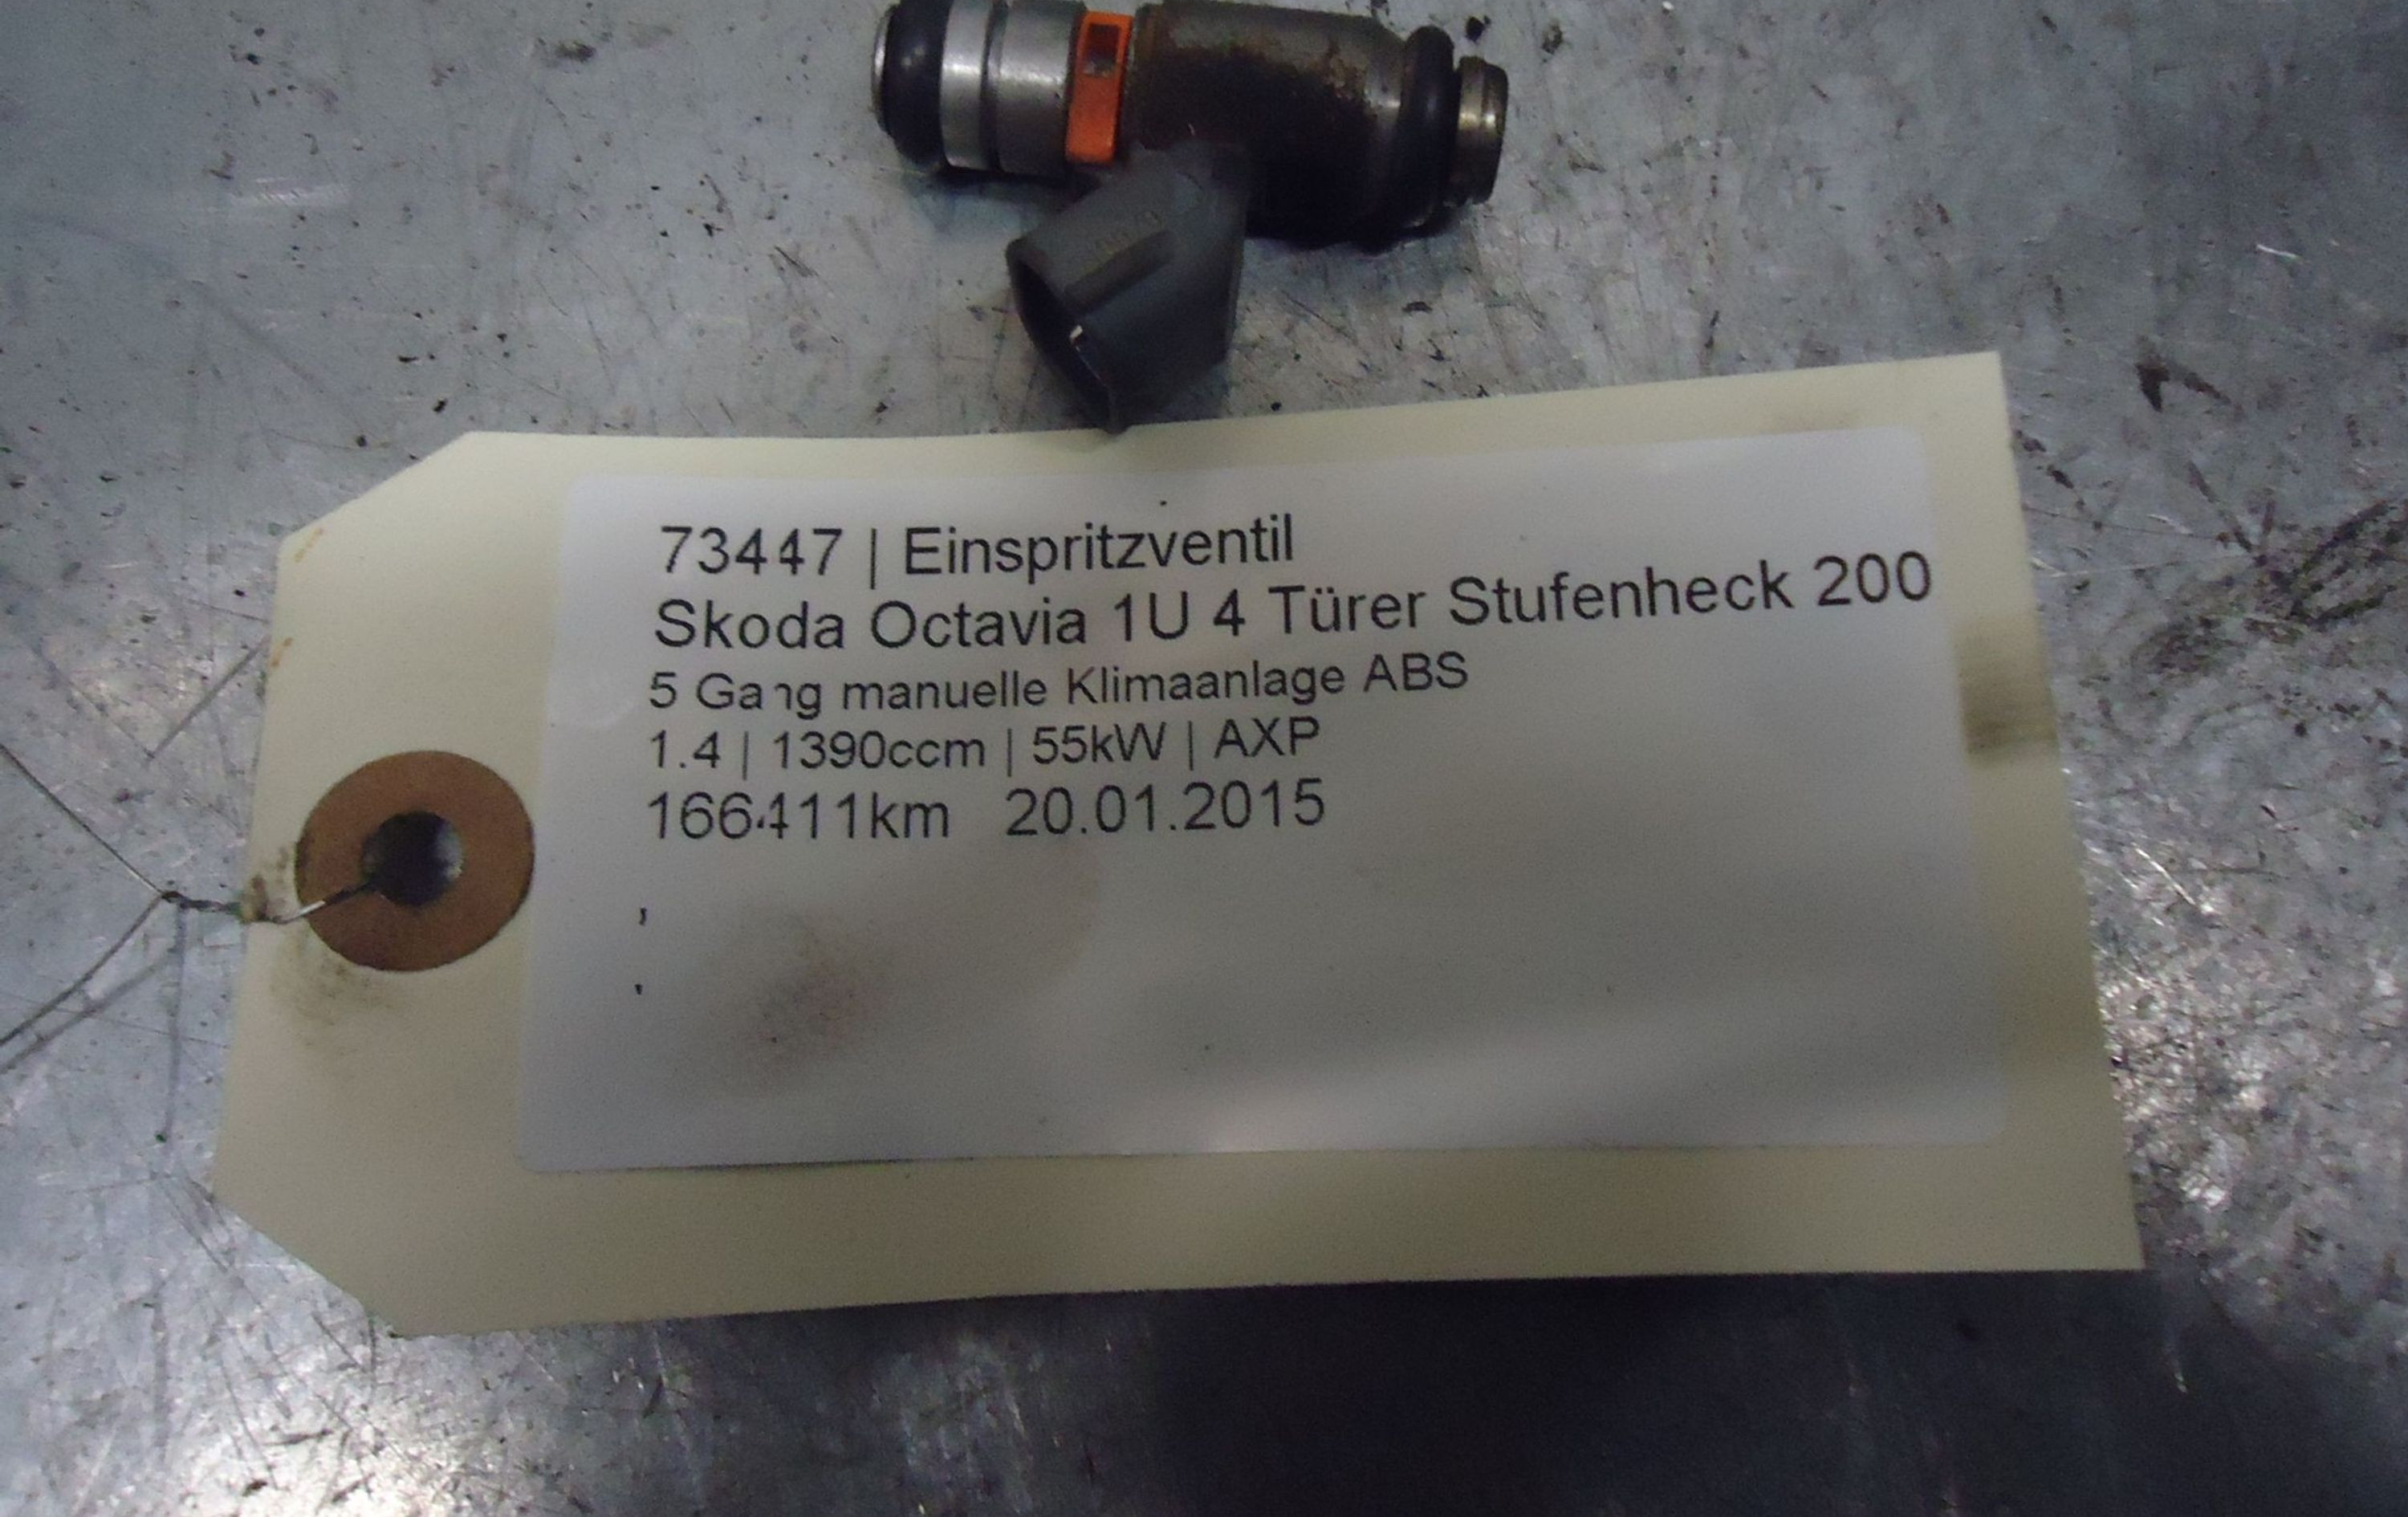 73447 | Einspritzventil
Skoda Octavia 1U 4 Türer Stufenheck 200
5 Gang manuelle Klimaanlage ABS
1.4 | 1390ccm | 55kW | AXP
166411km 20.01.2015